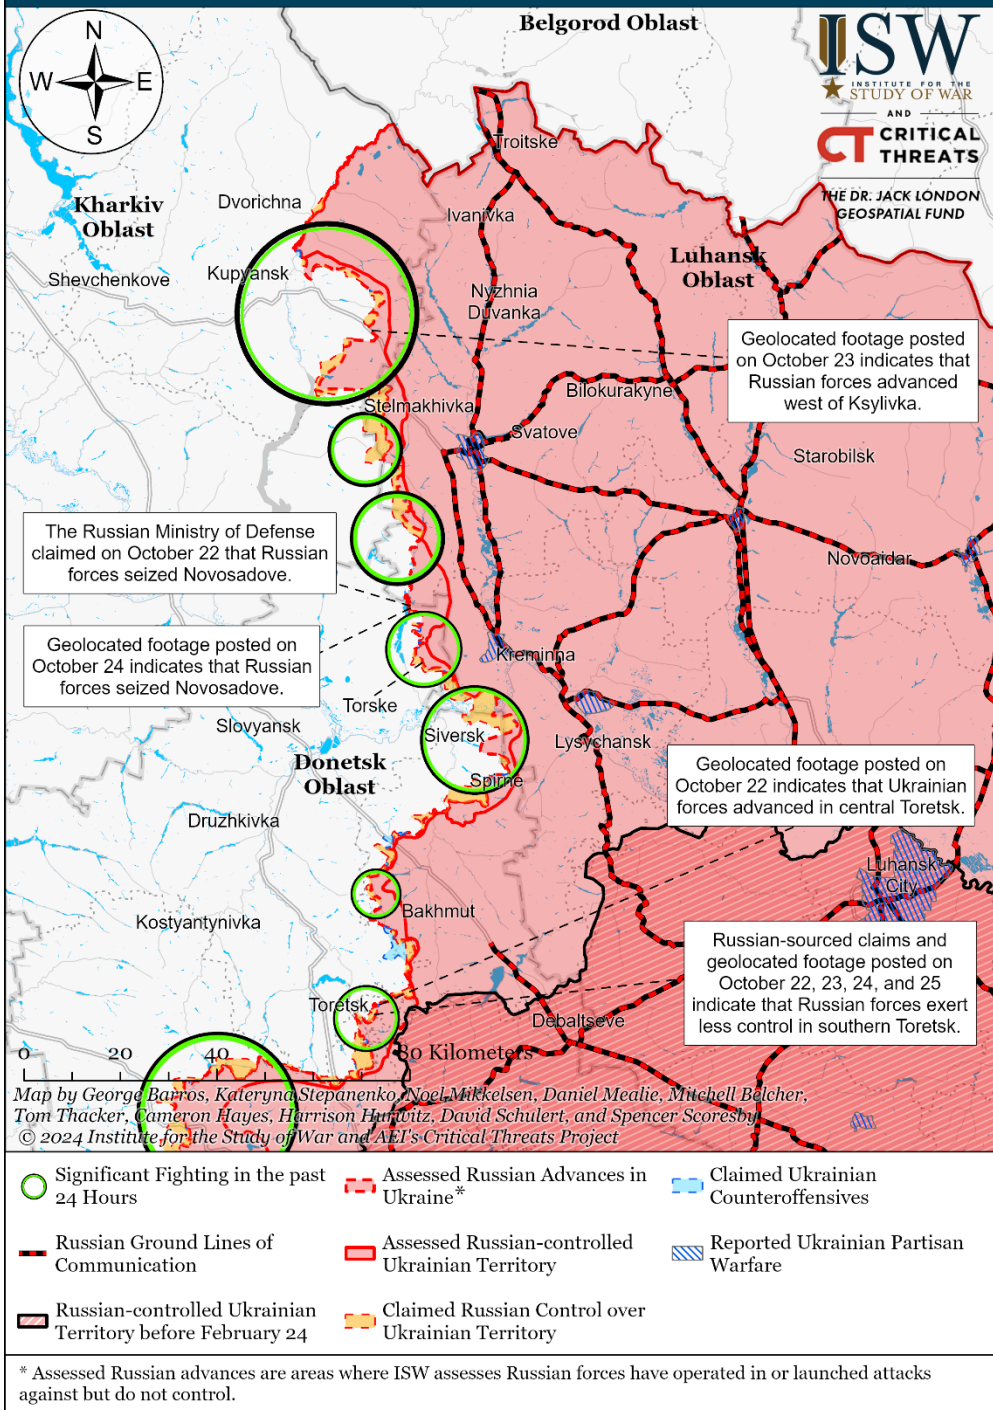 Belgorod Oblast
N
W
E
S
ISW
INSTITUTE FOR THE
STUDY OF WAR
AND
CT CRITICAL
THREATS
THE DR. JACK LONDON
GEOSPATIAL FUND
Troitske
Dvorichna
Kharkiv
Oblast
Ivanivka
Shevchenkove
Kupyansk
Luhansk
Oblast
Nyzhnia
Duvanka
Geolocated footage posted
on October 23 indicates that
Russian forces advanced
west of Ksylivka.
Bilokurakyne
Stelmakhivka
Svatove
Starobilsk
The Russian Ministry of Defense
claimed on October 22 that Russian
forces seized Novosadove.
Novoaidar
Geolocated footage posted on
October 24 indicates that Russian
forces seized Novosadove.
Kreminna
Torske
Slovyansk
Siversk
Lysychansk
Donetsk
Oblast
Spirne
Geolocated footage posted on
October 22 indicates that Ukrainian
forces advanced in central Toretsk.
Druzhkivka
Luhansk
City
Bakhmut
Kostyantynivka
Russian-sourced claims and
geolocated footage posted on
October 22, 23, 24, and 25
indicate that Russian forces exert
less control in southern Toretsk.
Toretsk
Debaltseve
0 20 40 80 Kilometers
Map by George Barros, Kateryna Stepanenko, Noel Mikkelsen, Daniel Mealie, Mitchell Belcher,
Tom Thacker, Cameron Hayes, Harrison Hurwitz, David Schulert, and Spencer Scoresby
© 2024 Institute for the Study of War and AEI's Critical Threats Project
Significant Fighting in the past
24 Hours
Assessed Russian Advances in
Ukraine*
Claimed Ukrainian
Counteroffensives
Russian Ground Lines of
Communication
Assessed Russian-controlled
Ukrainian Territory
Reported Ukrainian Partisan
Warfare
Russian-controlled Ukrainian
Territory before February 24
Claimed Russian Control over
Ukrainian Territory
* Assessed Russian advances are areas where ISW assesses Russian forces have operated in or launched attacks
against but do not control.